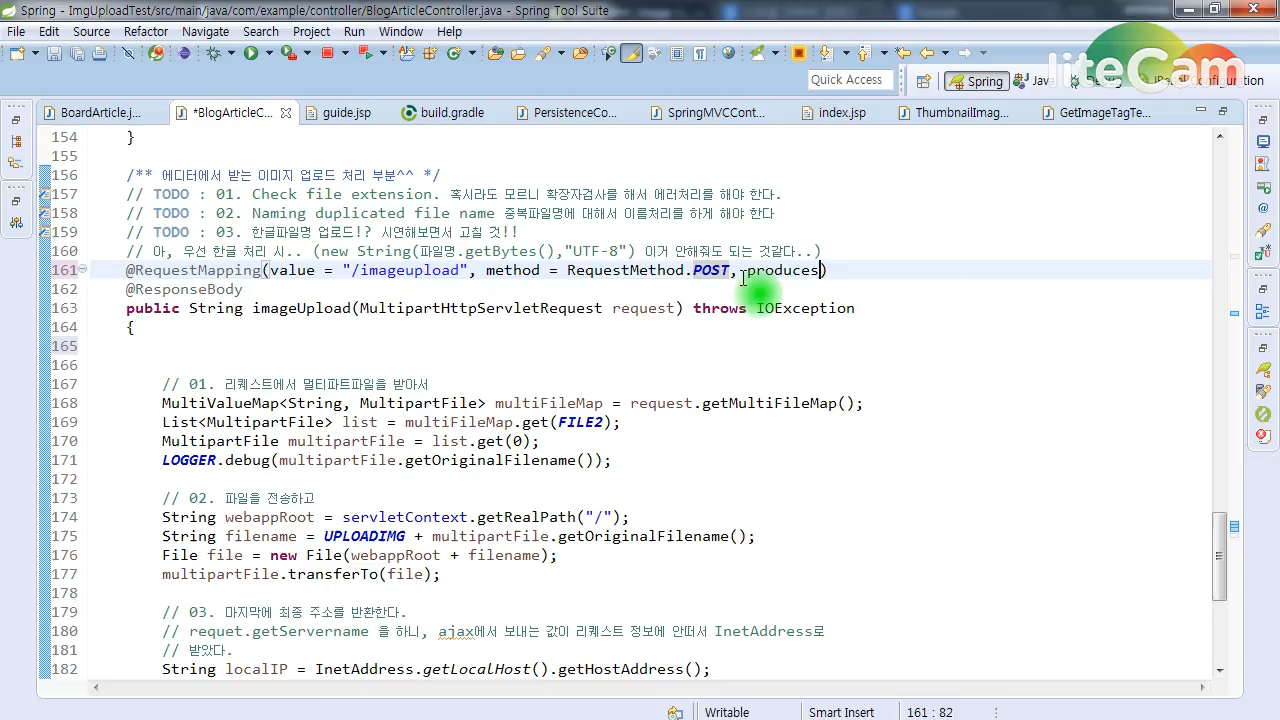 Spring - ImgUploadTest/src/main/java/com/example/controller/BlogArticleController.java - Spring Tool Suite
File Edit Source Refactor Navigate Search Project Run Window Help
liteCam
Quick Access Spring Java Debug Configuration
BoardArticle.j... *BlogArticleC... guide.jsp build.gradle PersistenceCo... SpringMVCCont... index.jsp ThumbnailImag... GetImageTagTe...
154 }
155
156 /** 에디터에서 받는 이미지 업로드 처리 부분^^ */
157 // TODO : 01. Check file extension. 혹시라도 모르니 확장자검사를 해서 에러처리를 해야 한다.
158 // TODO : 02. Naming duplicated file name 중복파일명에 대해서 이름처리를 하게 해야 한다
159 // TODO : 03. 한글파일명 업로드!? 시연해보면서 고칠 것!!
160 // 아, 우선 한글 처리 시.. (new String(파일명.getBytes(),"UTF-8") 이거 안해줘도 되는 것같다..)
161 @RequestMapping(value = "/imageupload", method = RequestMethod.POST, produces)
162 @ResponseBody
163 public String imageUpload(MultipartHttpServletRequest request) throws IOException
164 {
165
166
167 // 01. 리퀘스트에서 멀티파트파일을 받아서
168 MultiValueMap<String, MultipartFile> multiFileMap = request.getMultiFileMap();
169 List<MultipartFile> list = multiFileMap.get(FILE2);
170 MultipartFile multipartFile = list.get(0);
171 LOGGER.debug(multipartFile.getOriginalFilename());
172
173 // 02. 파일을 전송하고
174 String webappRoot = servletContext.getRealPath("/");
175 String filename = UPLOADIMG + multipartFile.getOriginalFilename();
176 File file = new File(webappRoot + filename);
177 multipartFile.transferTo(file);
178
179 // 03. 마지막에 최종 주소를 반환한다.
180 // requet.getServername 을 하니, ajax에서 보내는 값이 리퀘스트 정보에 안떠서 InetAddress로
181 // 받았다.
182 String localIP = InetAddress.getLocalHost().getHostAddress();
Writable Smart Insert 161 : 82